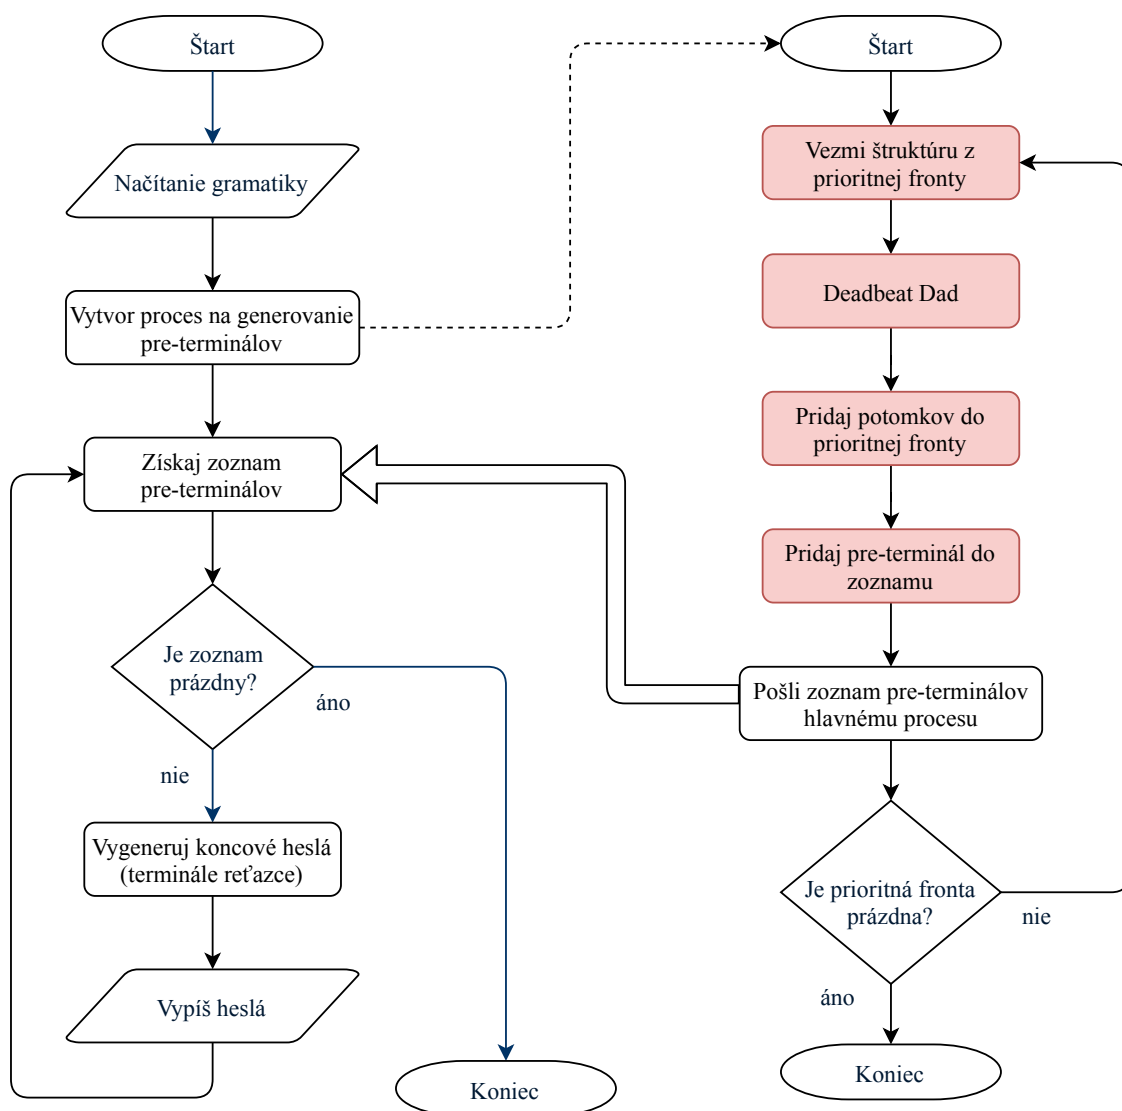 Štart
Načítanie gramatiky
Vytvor proces na generovanie
pre-terminálov
Získaj zoznam
pre-terminálov
Je zoznam
prázdny?
áno
nie
Vygeneruj koncové heslá
(terminále reťazce)
Vypíš heslá
Koniec
Štart
Vezmi štruktúru z
prioritnej fronty
Deadbeat Dad
Pridaj potomkov do
prioritnej fronty
Pridaj pre-terminál do
zoznamu
Pošli zoznam pre-terminálov
hlavnému procesu
Je prioritná fronta
prázdna?
nie
áno
Koniec